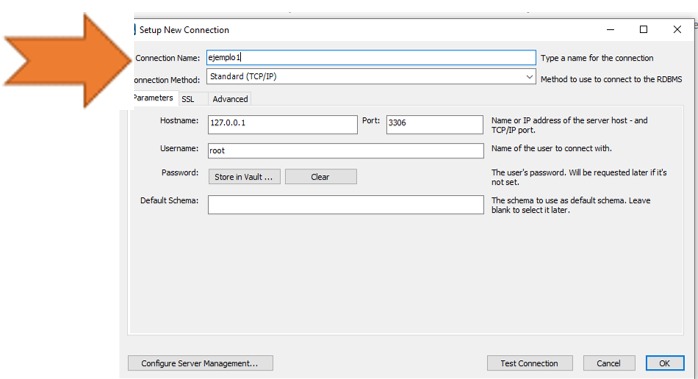 Setup New Connection
Connection Name: ejemplo1 Type a name for the connection
onnection Method: Standard (TCP/IP) Method to use to connect to the RDBMS
Parameters SSL Advanced
Hostname: 127.0.0.1 Port: 3306 Name or IP address of the server host - and
TCP/IP port.
Username: root Name of the user to connect with.
Password: Store in Vault ... Clear The user's password. Will be requested later if it's
not set.
Default Schema: The schema to use as default schema. Leave
blank to select it later.
Configure Server Management... Test Connection Cancel OK